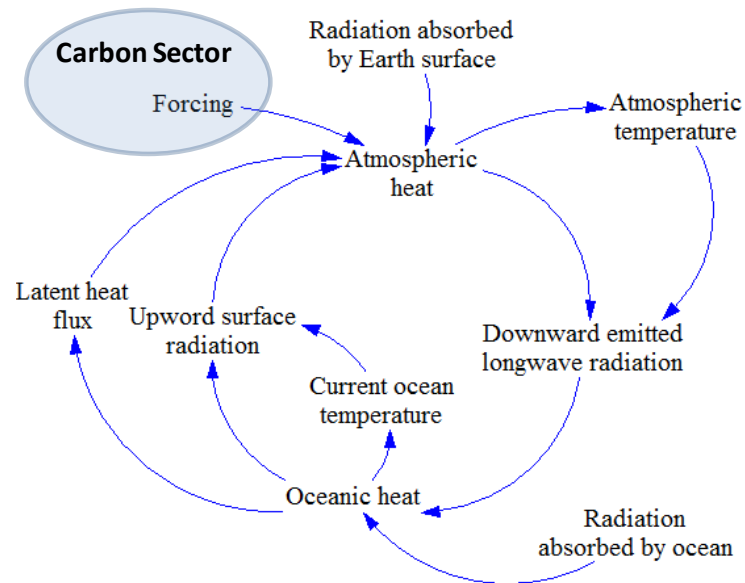 Carbon Sector
Forcing
Radiation absorbed
by Earth surface
Atmospheric
temperature
Atmospheric
heat
Latent heat
flux
Upword surface
radiation
Current ocean
temperature
Downward emitted
longwave radiation
Oceanic heat
Radiation
absorbed by ocean